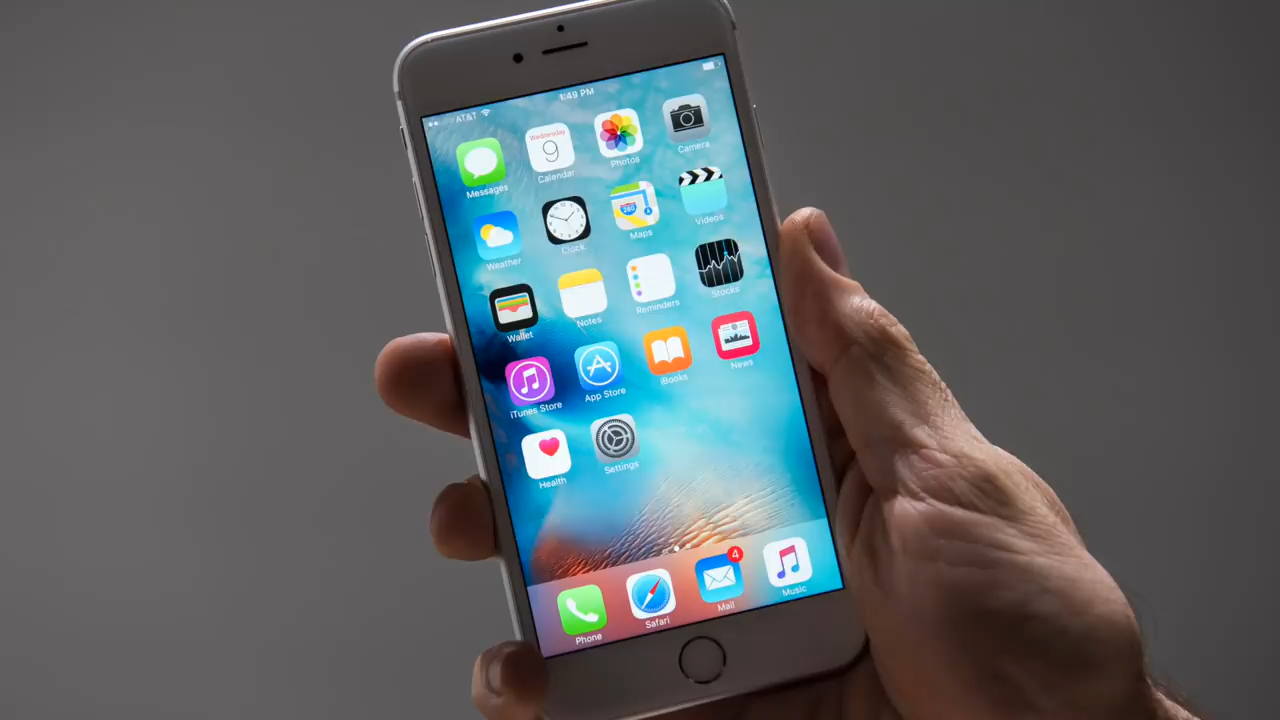 AT&T 1:49 PM
Messages
Wednesday
9
Calendar
Photos
Camera
Weather
Clock
280
Maps
Videos
Wallet
Notes
Reminders
Stocks
iTunes Store
App Store
iBooks
News
Health
Settings
4
Phone
Safari
Mail
Music